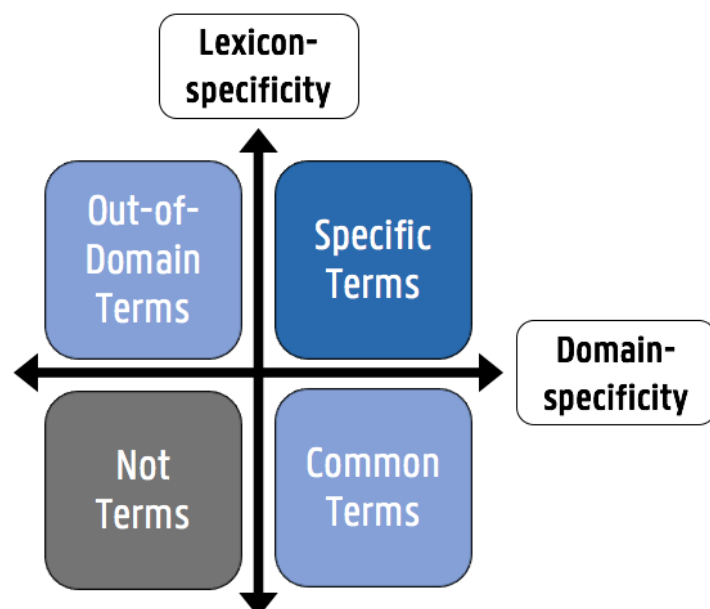 Lexicon-
specificity
Out-of-
Domain
Terms
Specific
Terms
Domain-
specificity
Not
Terms
Common
Terms